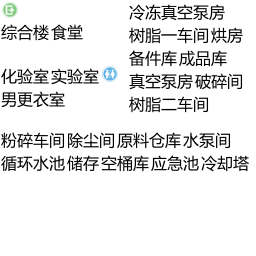 综合楼 食堂
化验室 实验室
男更衣室
冷冻真空泵房
树脂一车间 烘房
备件库 成品库
真空泵房 破碎间
树脂二车间
粉碎车间 除尘间 原料仓库 水泵间
循环水池 储存 空桶库 应急池 冷却塔